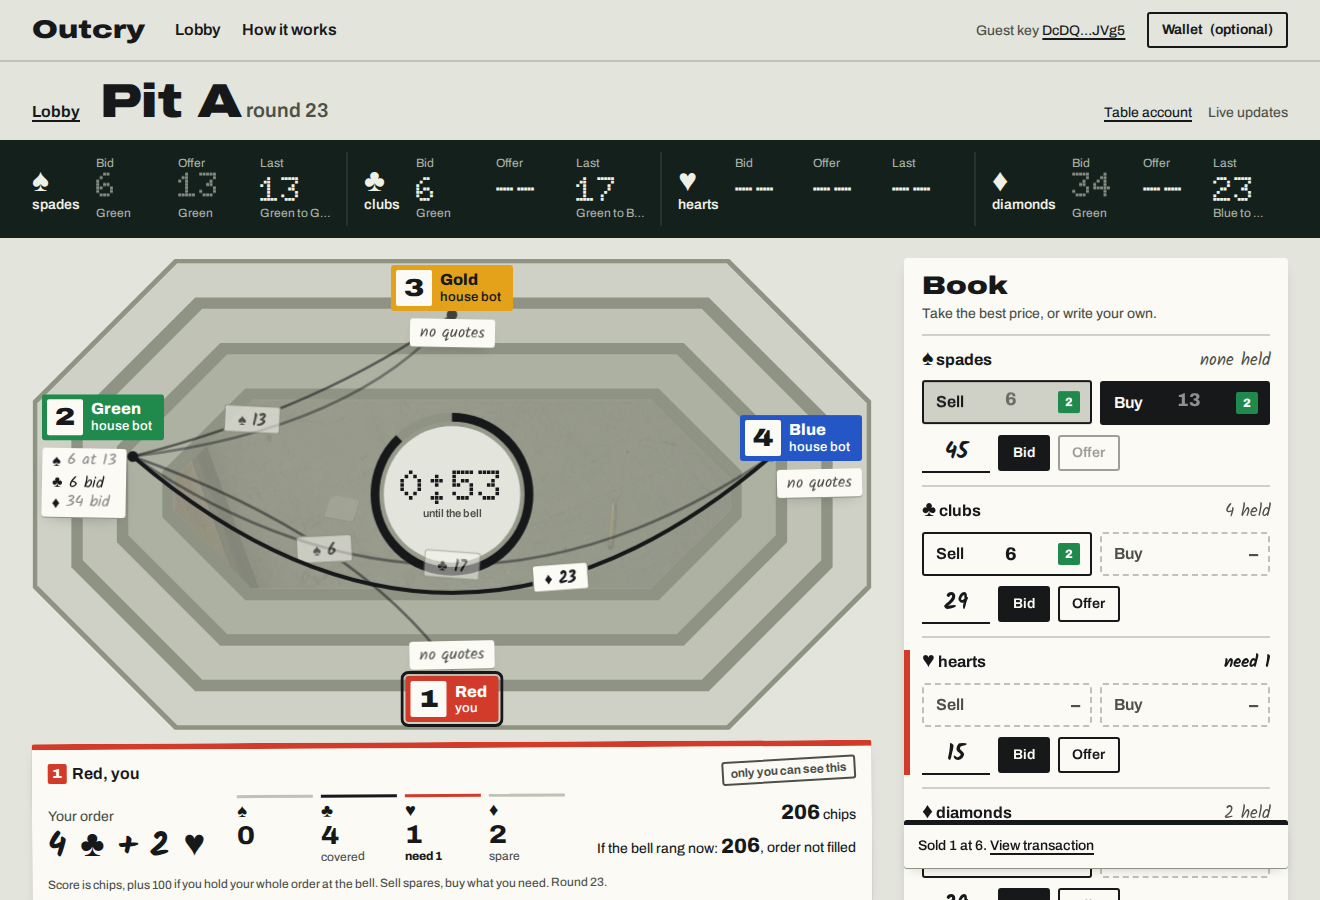 Outcry Lobby How it works Guest key DcDQ...JVg5 Wallet (optional)
Lobby Pit A round 23 Table account Live updates
♠ spades Bid 6 Green Offer 13 Green Last 13 Green to G...
♣ clubs Bid 6 Green Offer –– –– Last 17 Green to B...
♥ hearts Bid –– –– Offer –– –– Last –– ––
♦ diamonds Bid 34 Green Offer –– –– Last 23 Blue to ...
3 Gold
house bot
no quotes
2 Green
house bot
♠ 6 at 13
♣ 6 bid
♦ 34 bid
4 Blue
house bot
no quotes
♠ 13
0:53
until the bell
♠ 6
♣ 17
♦ 23
no quotes
1 Red
you
1 Red, you
only you can see this
Your order
4 ♣ + 2 ♥
♠
0
♣
4
covered
♥
1
need 1
♦
2
spare
206 chips
If the bell rang now: 206, order not filled
Score is chips, plus 100 if you hold your whole order at the bell. Sell spares, buy what you need. Round 23.
Book
Take the best price, or write your own.
♠ spades none held
Sell 6 2 Buy 13 2
45 Bid Offer
♣ clubs 4 held
Sell 6 2 Buy –
29 Bid Offer
♥ hearts need 1
Sell – Buy –
15 Bid Offer
♦ diamonds 2 held
Sold 1 at 6. View transaction